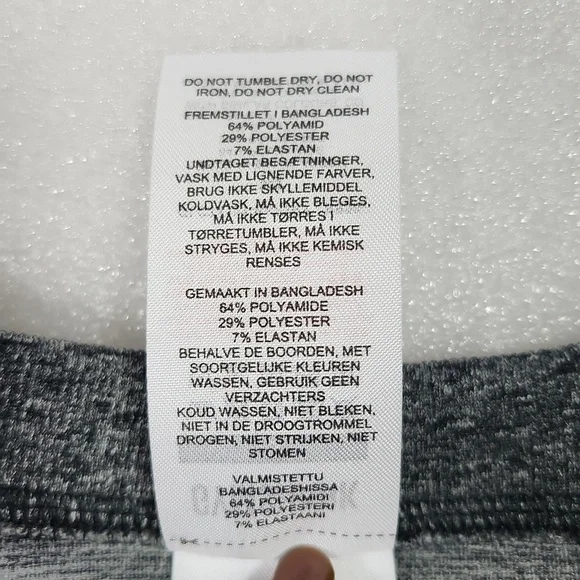 DO NOT TUMBLE DRY, DO NOT
IRON, DO NOT DRY CLEAN
FREMSTILLET I BANGLADESH
64% POLYAMID
29% POLYESTER
7% ELASTAN
UNDTAGET BESÆTNINGER,
VASK MED LIGNENDE FARVER,
BRUG IKKE SKYLLEMIDDEL
KOLDVASK, MÅ IKKE BLEGES,
MÅ IKKE TØRRES I
TØRRETUMBLER, MÅ IKKE
STRYGES, MÅ IKKE KEMISK
RENSES
GEMAAKT IN BANGLADESH
64% POLYAMIDE
29% POLYESTER
7% ELASTAN
BEHALVE DE BOORDEN, MET
SOORTGELIJKE KLEUREN
WASSEN, GEBRUIK GEEN
VERZACHTERS
KOUD WASSEN, NIET BLEKEN,
NIET IN DE DROOGTROMMEL
DROGEN, NIET STRIJKEN, NIET
STOMEN
VALMISTETTU
BANGLADESHISSA
64% POLYAMIDI
29% POLYESTERI
7% ELASTAANI